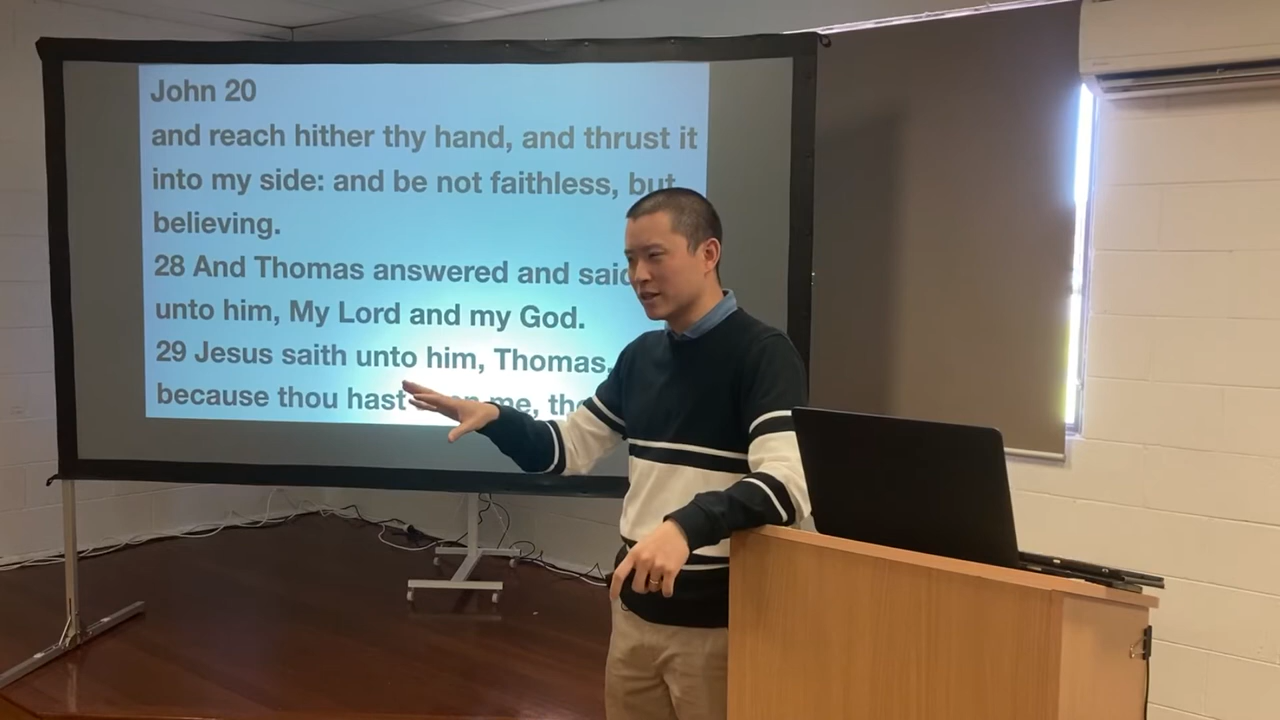 John 20
and reach hither thy hand, and thrust it
into my side: and be not faithless, but
believing.
28 And Thomas answered and said
unto him, My Lord and my God.
29 Jesus saith unto him, Thomas,
because thou hast me,